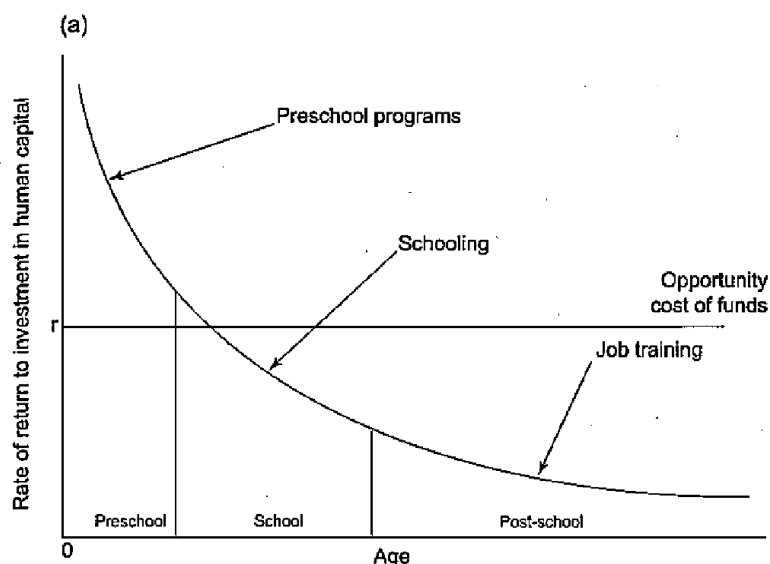 (a)
Rate of return to investment in human capital
Preschool programs
Schooling
Opportunity
cost of funds
r
Job training
Preschool
School
Post-school
0
Age